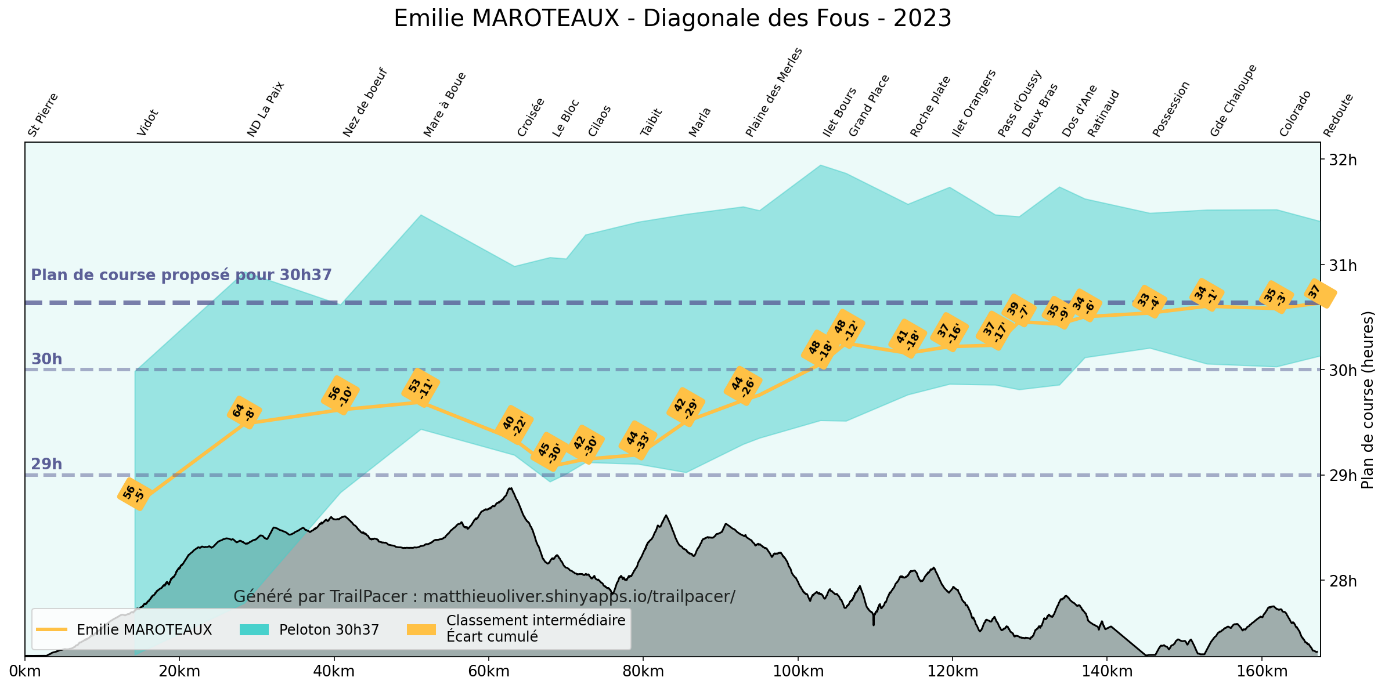 Emilie MAROTEAUX - Diagonale des Fous - 2023
St Pierre
Vidot
ND La Paix
Nez de boeuf
Mare à Boue
Croisée
Le Bloc
Cilaos
Taibit
Marla
Plaine des Merles
Ilet Bours
Grand Place
Roche plate
Ilet Orangers
Pass d'Oussy
Deux Bras
Dos d'Ane
Ratinaud
Possession
Gde Chaloupe
Colorado
Redoute
32h
31h
30h
29h
28h
Plan de course (heures)
Plan de course proposé pour 30h37
30h
29h
56
-5'
64
-8'
56
-10'
53
-11'
40
-22'
45
-30'
42
-30'
44
-33'
42
-29'
44
-26'
48
-18'
48
-12'
41
-18'
37
-16'
37
-17'
39
-7'
35
-9'
34
-6'
33
-4'
34
-1'
35
-3'
37
Généré par TrailPacer : matthieuoliver.shinyapps.io/trailpacer/
Emilie MAROTEAUX
Peloton 30h37
Classement intermédiaire
Écart cumulé
0km
20km
40km
60km
80km
100km
120km
140km
160km